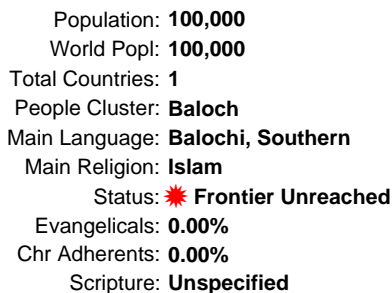 Population: 100,000
World Popl: 100,000
Total Countries: 1
People Cluster: Baloch
Main Language: Balochi, Southern
Main Religion: Islam
Status: Frontier Unreached
Evangelicals: 0.00%
Chr Adherents: 0.00%
Scripture: Unspecified